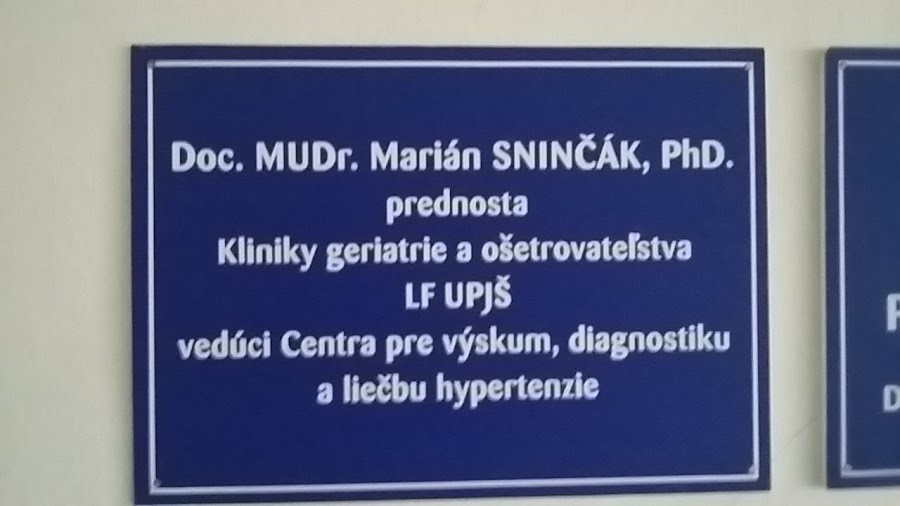 Doc. MUDr. Marián SNINČÁK, PhD.
prednosta
Kliniky geriatrie a ošetrovateľstva
LF UPJŠ
vedúci Centra pre výskum, diagnostiku
a liečbu hypertenzie